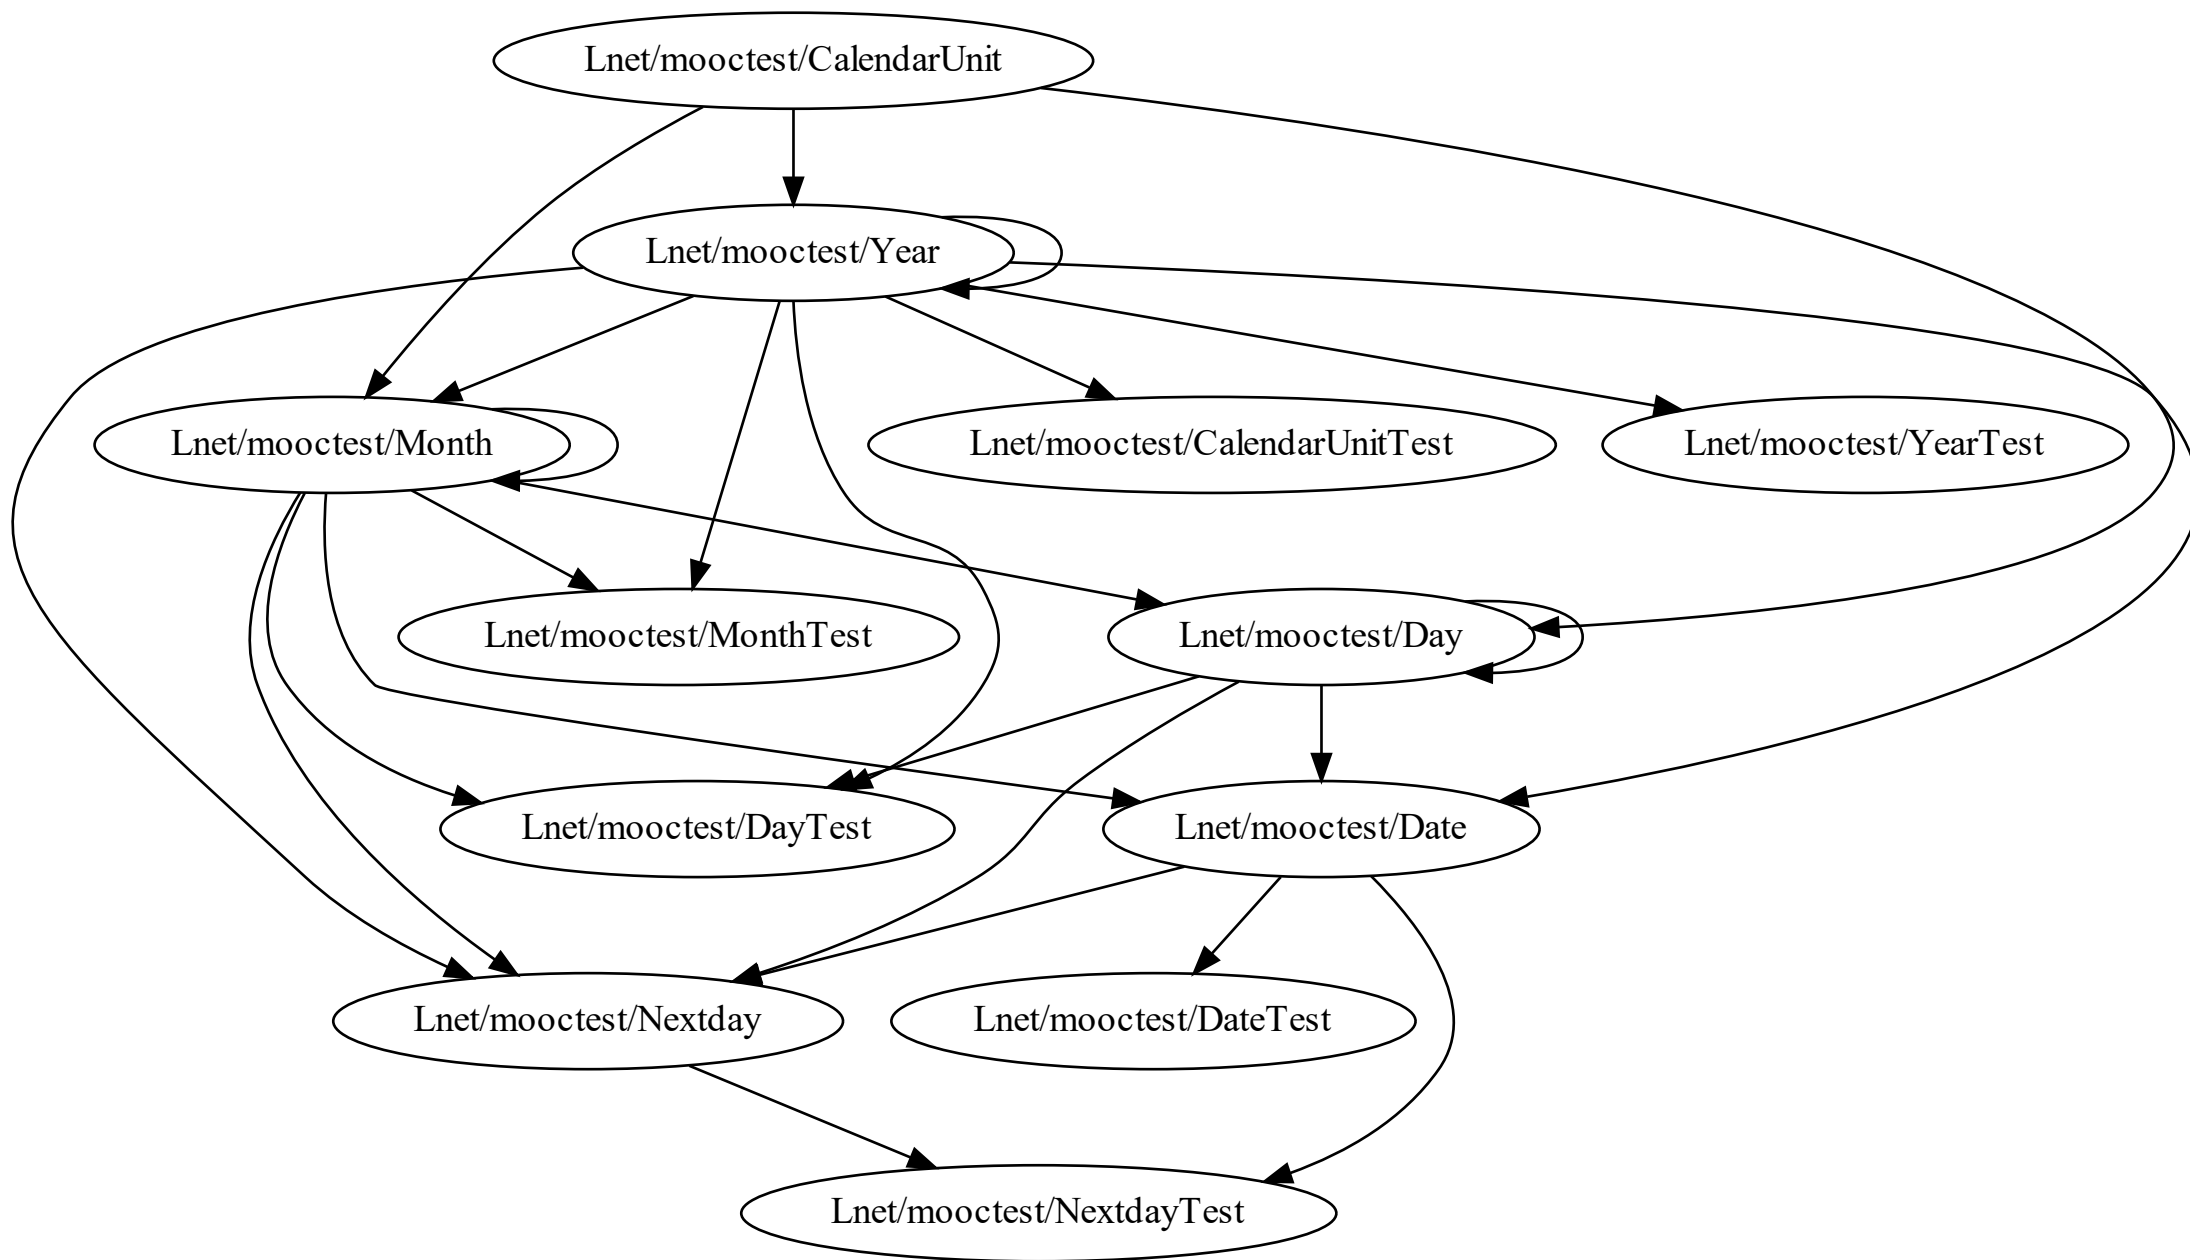 Lnet/mooctest/CalendarUnit
Lnet/mooctest/Year
Lnet/mooctest/Month
Lnet/mooctest/CalendarUnitTest
Lnet/mooctest/YearTest
Lnet/mooctest/MonthTest
Lnet/mooctest/Day
Lnet/mooctest/DayTest
Lnet/mooctest/Date
Lnet/mooctest/Nextday
Lnet/mooctest/DateTest
Lnet/mooctest/NextdayTest